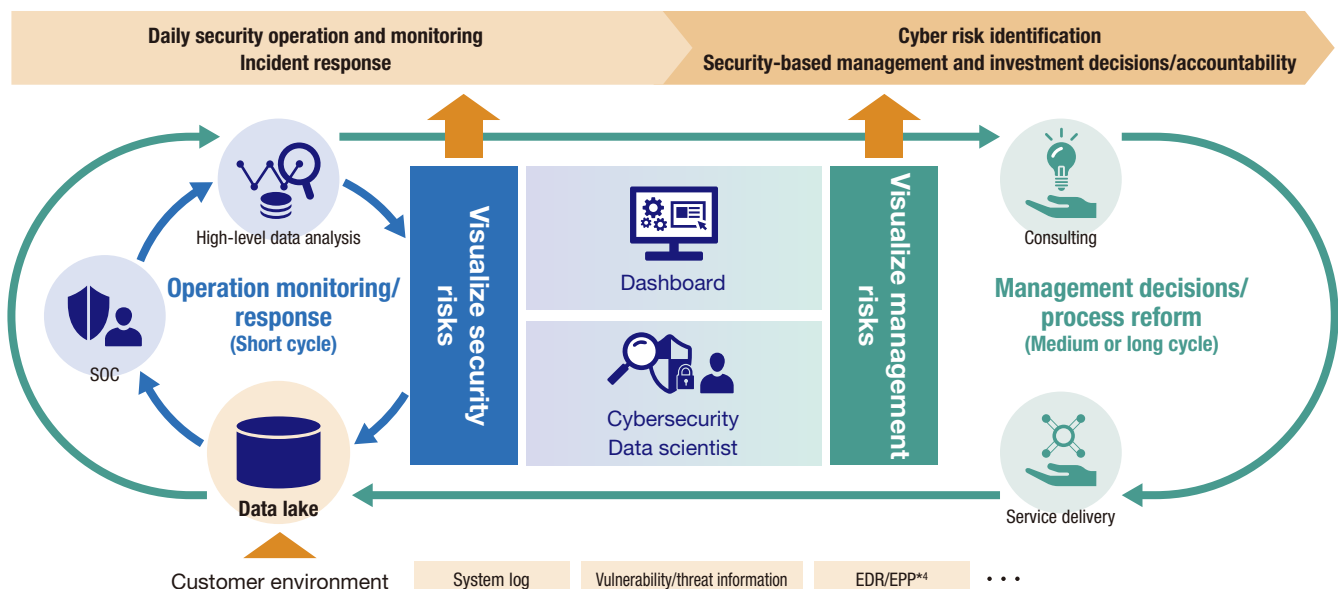 Daily security operation and monitoring
Incident response
Cyber risk identification
Security-based management and investment decisions/accountability
High-level data analysis
Operation monitoring/
response
(Short cycle)
SOC
Data lake
Visualize security
risks
Dashboard
Cybersecurity
Data scientist
Visualize management
risks
Consulting
Management decisions/
process reform
(Medium or long cycle)
Service delivery
Customer environment
System log
Vulnerability/threat information
EDR/EPP*4
• • •